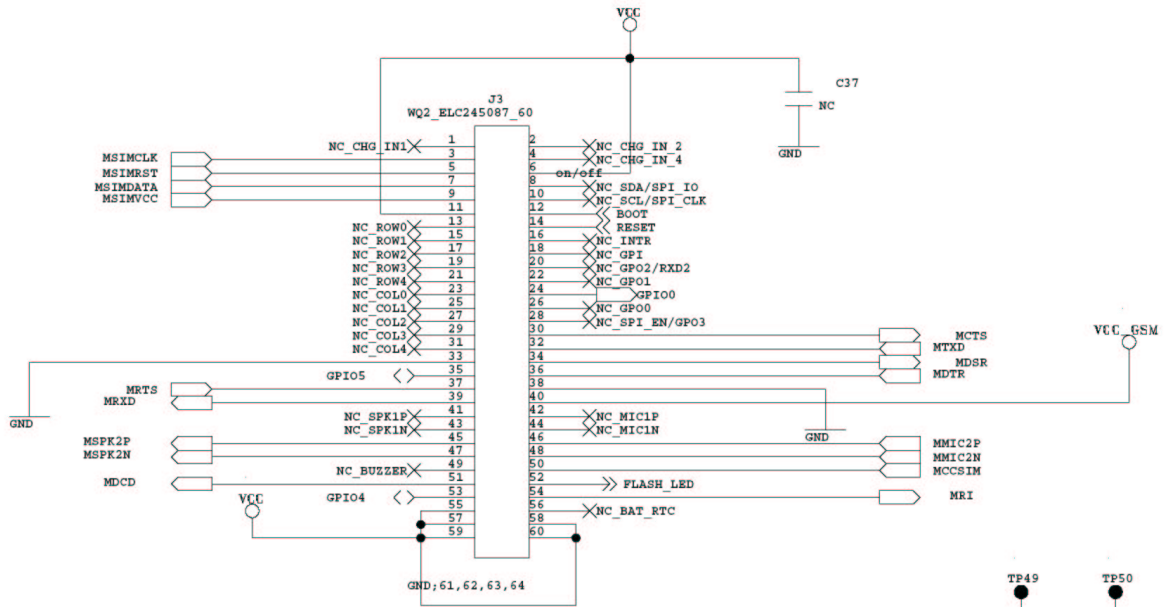 VCC
C37
NC
GND
J3
WQ2_ELC245087_60
NC_CHG_IN1 1 2 NC_CHG_IN_2
MSIMCLK 3 4 NC_CHG_IN_4
MSIMRST 5 6
on/off
MSIMDATA 7 8 NC_SDA/SPI_IO
MSIMVCC 9 10 NC_SCL/SPI_CLK
11 12 BOOT
NC_ROW0 13 14 RESET
NC_ROW1 15 16 NC_INTR
NC_ROW2 17 18 NC_GPI
NC_ROW3 19 20 NC_GPO2/RXD2
NC_ROW4 21 22 NC_GPO1
NC_COL0 23 24 GPIO0
NC_COL1 25 26 NC_GPO0
NC_COL2 27 28 NC_SPI_EN/GPO3
NC_COL3 29 30 MCTS
NC_COL4 31 32 MTXD
VCC_GSM
33 34 MDSR
GPIO5 35 36 MDTR
MRTS 37 38
MRXD 39 40
GND
NC_SPK1P 41 42 NC_MIC1P
NC_SPK1N 43 44 NC_MIC1N
GND
MSPK2P 45 46 MMIC2P
MSPK2N 47 48 MMIC2N
NC_BUZZER 49 50 MCCSIM
MDCD 51 52 FLASH_LED
VCC
GPIO4 53 54 MRI
55 56 NC_BAT_RTC
57 58
59 60
GND;61,62,63,64
TP49 TP50